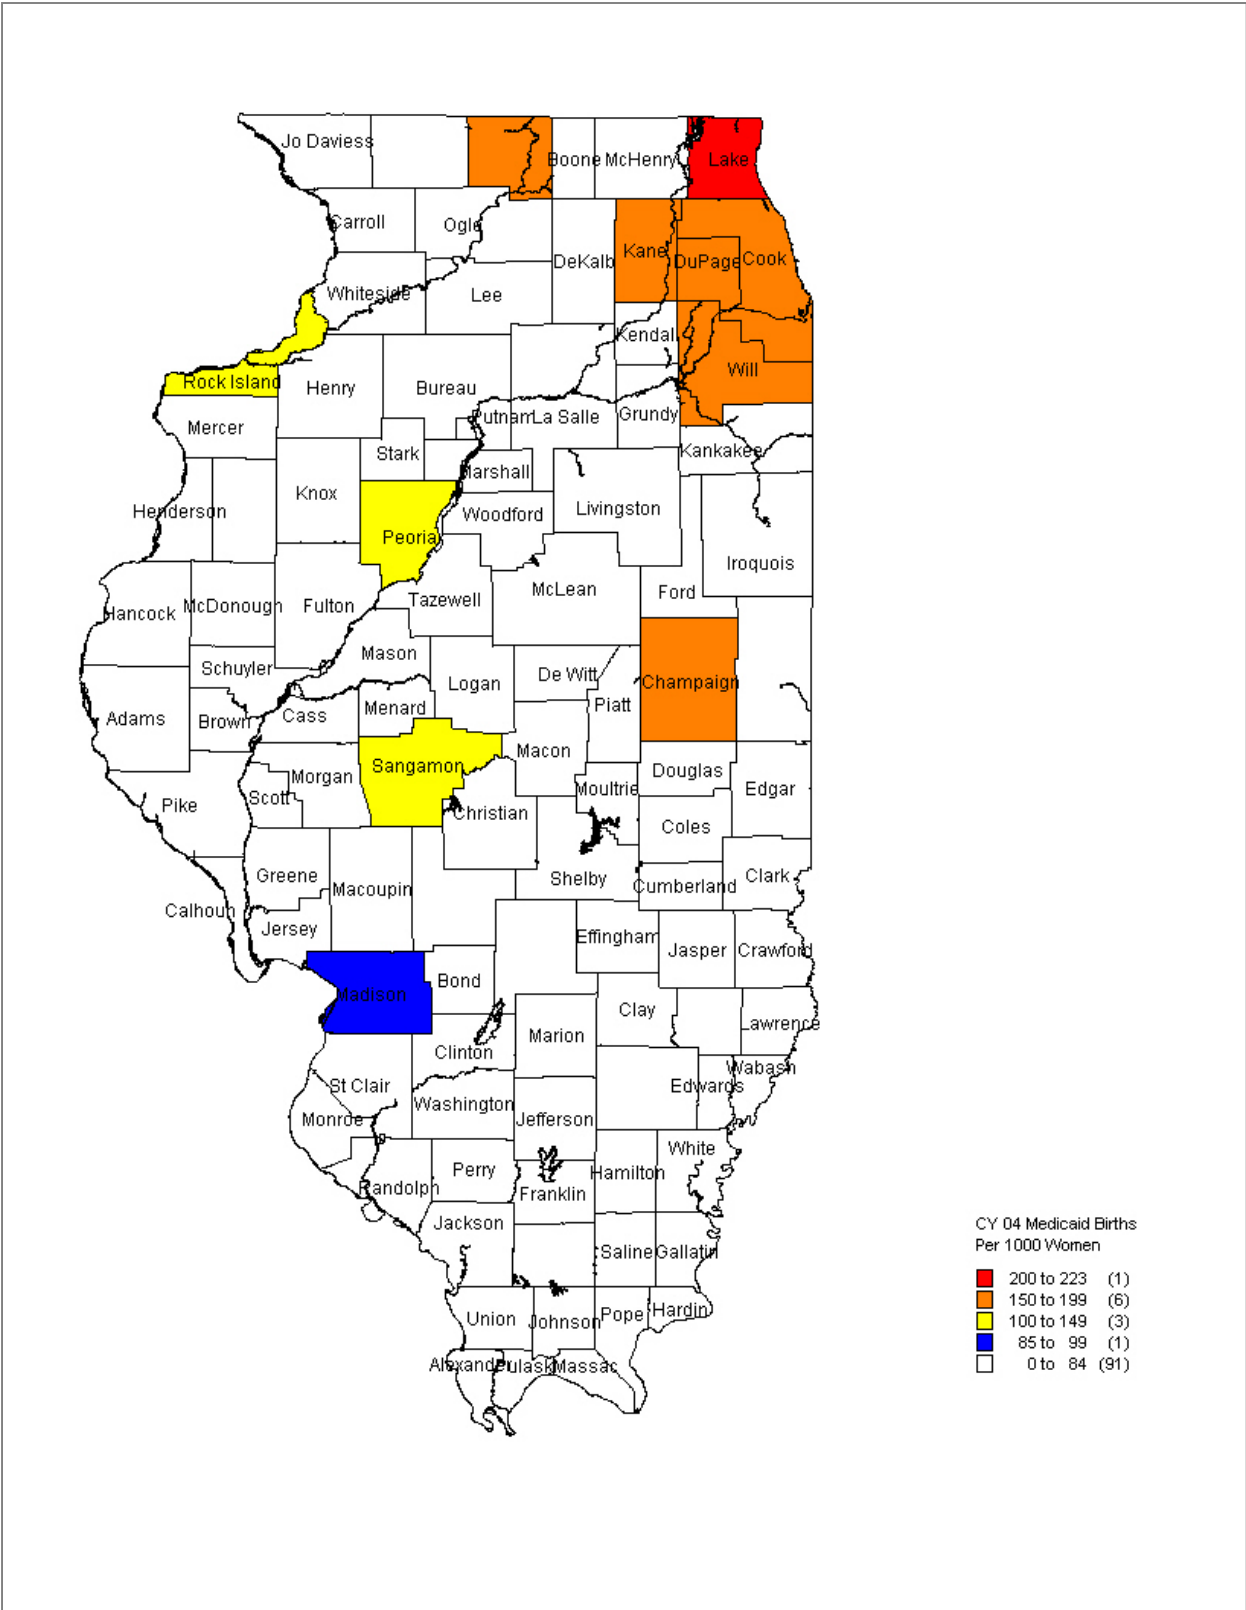 Jo Daviess
Boone
McHenry
Lake
Carroll
Ogle
DeKalb
Kane
DuPage
Cook
Whiteside
Lee
Kendal
Will
Rock Island
Henry
Bureau
Putnam
La Salle
Grundy
Mercer
Stark
Kankakee
Marshall
Knox
Henderson
Peoria
Woodford
Livingston
Iroquois
Hancock
McDonough
Fulton
Tazewell
McLean
Ford
Schuyler
Mason
Logan
De Witt
Champaign
Piatt
Adams
Brown
Cass
Menard
Macon
Sangamon
Morgan
Scott
Pike
Christian
Moultrie
Douglas
Edgar
Coles
Greene
Macoupin
Shelby
Cumberland
Clark
Calhoun
Jersey
Effingham
Jasper
Crawford
Madison
Bond
Clay
Marion
Lawrence
Clinton
St Clair
Washington
Edwards
Wabash
Monroe
Jefferson
White
Randolph
Perry
Franklin
Hamilton
Jackson
Saline
Gallatin
Union
Johnson
Pope
Hardin
Alexander
Pulaski
Massac
CY 04 Medicaid Births
Per 1000 Women
200 to 223 (1)
150 to 199 (6)
100 to 149 (3)
85 to 99 (1)
0 to 84 (91)